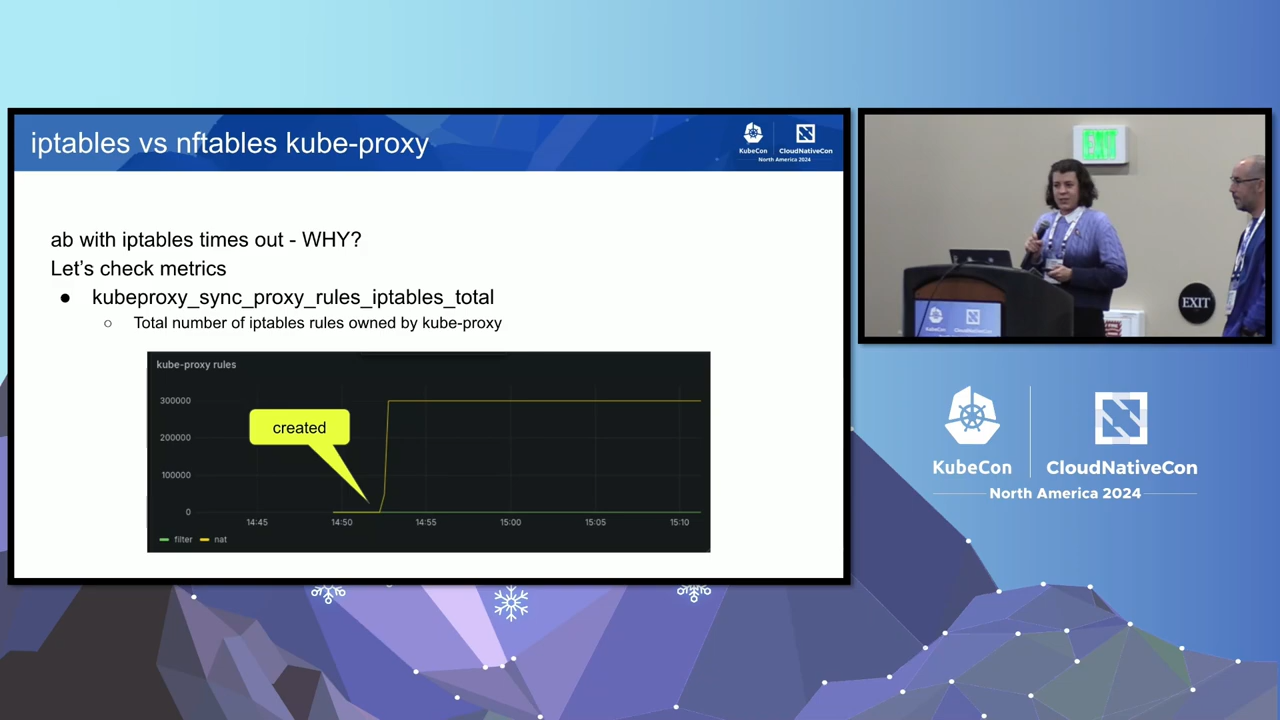 iptables vs nftables kube-proxy
KubeCon
CloudNativeCon
North America 2024
ab with iptables times out - WHY?
Let's check metrics
● kubeproxy_sync_proxy_rules_iptables_total
○ Total number of iptables rules owned by kube-proxy
kube-proxy rules
300000
200000
100000
0
created
14:45 14:50 14:55 15:00 15:05 15:10
filter nat
EXIT
KubeCon
CloudNativeCon
North America 2024